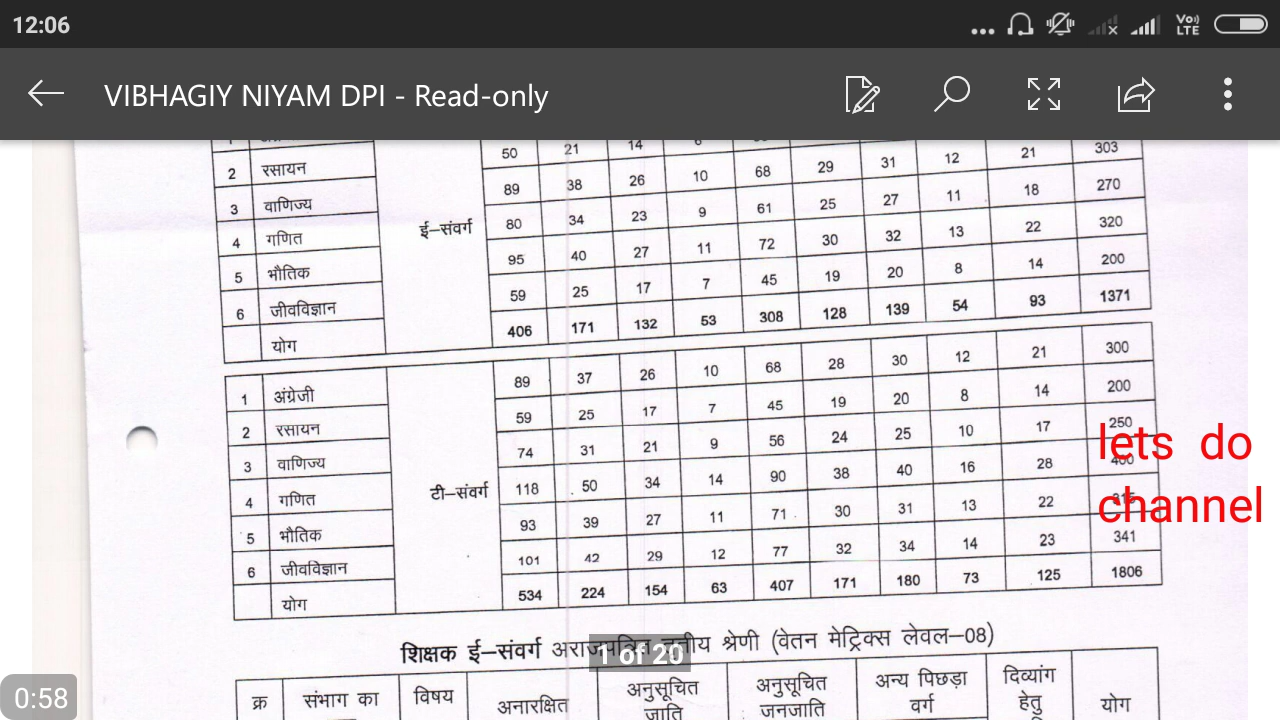 12:06
Vo)) LTE
VIBHAGIY NIYAM DPI - Read-only
2 रसायन 50 21 14
3 वाणिज्य 89 38 26 10 68 29 31 12 21 303
4 गणित ई–संवर्ग 80 34 23 9 61 25 27 11 18 270
5 भौतिक 95 40 27 11 72 30 32 13 22 320
6 जीवविज्ञान 59 25 17 7 45 19 20 8 14 200
योग 406 171 132 53 308 128 139 54 93 1371
1 अंग्रेजी 89 37 26 10 68 28 30 12 21 300
2 रसायन 59 25 17 7 45 19 20 8 14 200
3 वाणिज्य 74 31 21 9 56 24 25 10 17 250
lets do
4 गणित टी–संवर्ग 118 50 34 14 90 38 40 16 28 400
channel
5 भौतिक 93 39 27 11 71 30 31 13 22 315
6 जीवविज्ञान 101 42 29 12 77 32 34 14 23 341
योग 534 224 154 63 407 171 180 73 125 1806
शिक्षक ई–संवर्ग अराजपत्रित तृतीय श्रेणी (वेतन मेट्रिक्स लेवल–08)
1 of 20
0:58
क्र संभाग का विषय अनारक्षित अनुसूचित जाति अनुसूचित जनजाति अन्य पिछड़ा वर्ग दिव्यांग हेतु योग